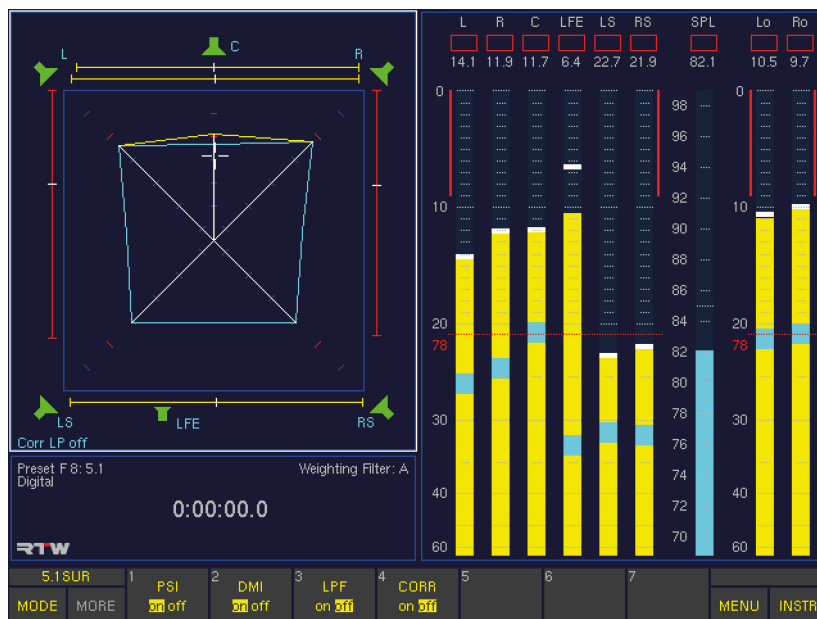 L R C LFE LS RS SPL Lo Ro
14.1 11.9 11.7 6.4 22.7 21.9 82.1 10.5 9.7
C
L R
0 98 0
96
94
92
10 90 10
88
86
84
20 20
78 82 78
80
30 78 30
76
74
40 72 40
70
60 60
LS LFE RS
Corr LP off
Preset F 8: 5.1 Weighting Filter: A
Digital
0:00:00.0
RTW
5.1SUR 1 PSI 2 DMI 3 LPF 4 CORR 5 6 7
MODE MORE on off on off on off on off MENU INSTR